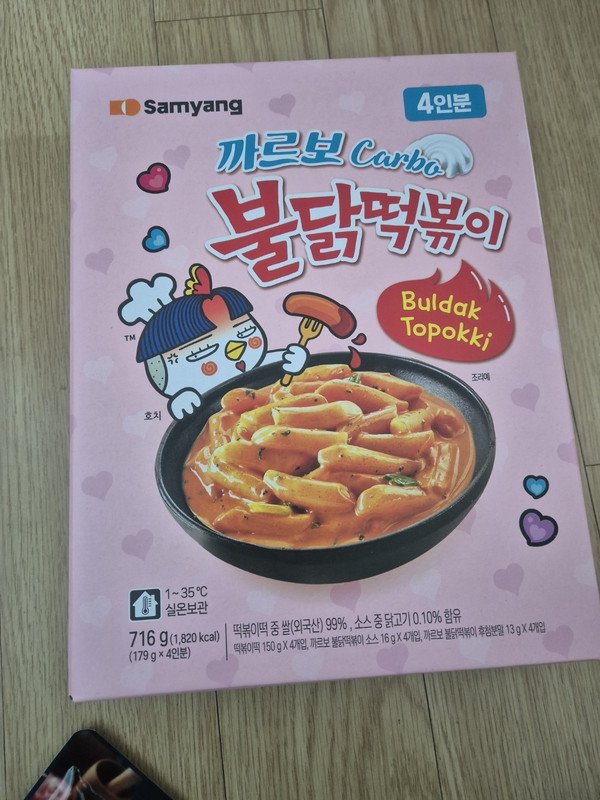 Samyang
4인분
까르보 Carbo
불닭떡볶이
Buldak
Topokki
TM
호치
조리예
1~35℃
실온보관
716 g (1,820 kcal)
(179 g × 4인분)
떡볶이떡 중 쌀(외국산) 99% , 소스 중 닭고기 0.10% 함유
떡볶이떡 150 g X 4개입, 까르보 불닭떡볶이 소스 16 g X 4개입, 까르보 불닭떡볶이 후첨분말 13 g X 4개입